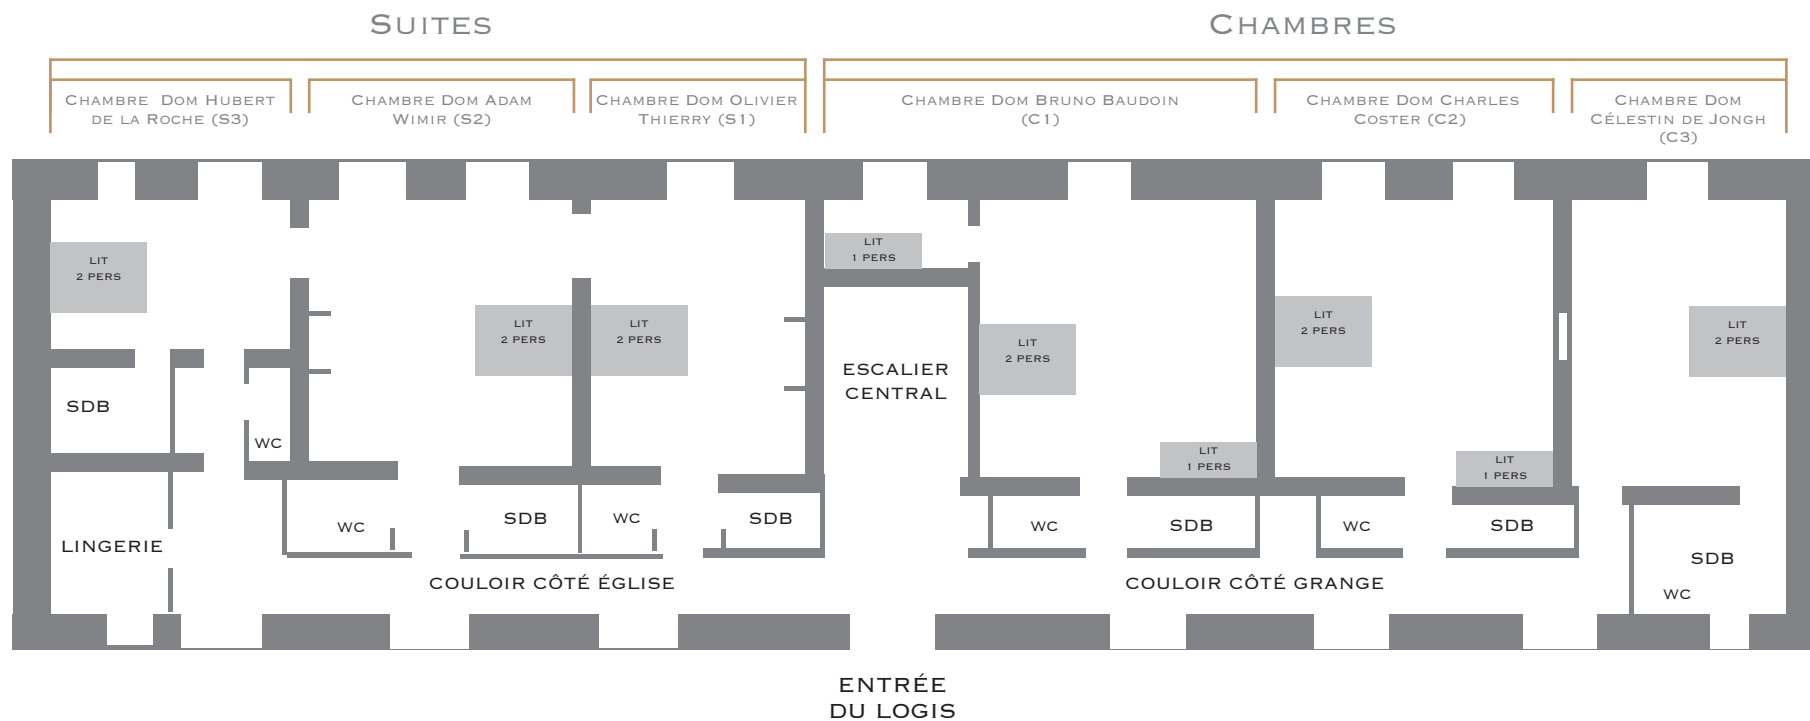 SUITES
CHAMBRES
CHAMBRE DOM HUBERT
DE LA ROCHE (S3)
CHAMBRE DOM ADAM
WIMIR (S2)
CHAMBRE DOM OLIVIER
THIERRY (S1)
CHAMBRE DOM BRUNO BAUDOIN
(C1)
CHAMBRE DOM CHARLES
COSTER (C2)
CHAMBRE DOM
CÉLESTIN DE JONGH
(C3)
LIT
2 PERS
LIT
2 PERS
LIT
2 PERS
LIT
1 PERS
LIT
2 PERS
LIT
2 PERS
LIT
2 PERS
ESCALIER
CENTRAL
SDB
WC
LIT
1 PERS
LIT
1 PERS
LINGERIE
WC
SDB
WC
SDB
WC
SDB
WC
SDB
SDB
WC
COULOIR CÔTÉ ÉGLISE
COULOIR CÔTÉ GRANGE
ENTRÉE
DU LOGIS